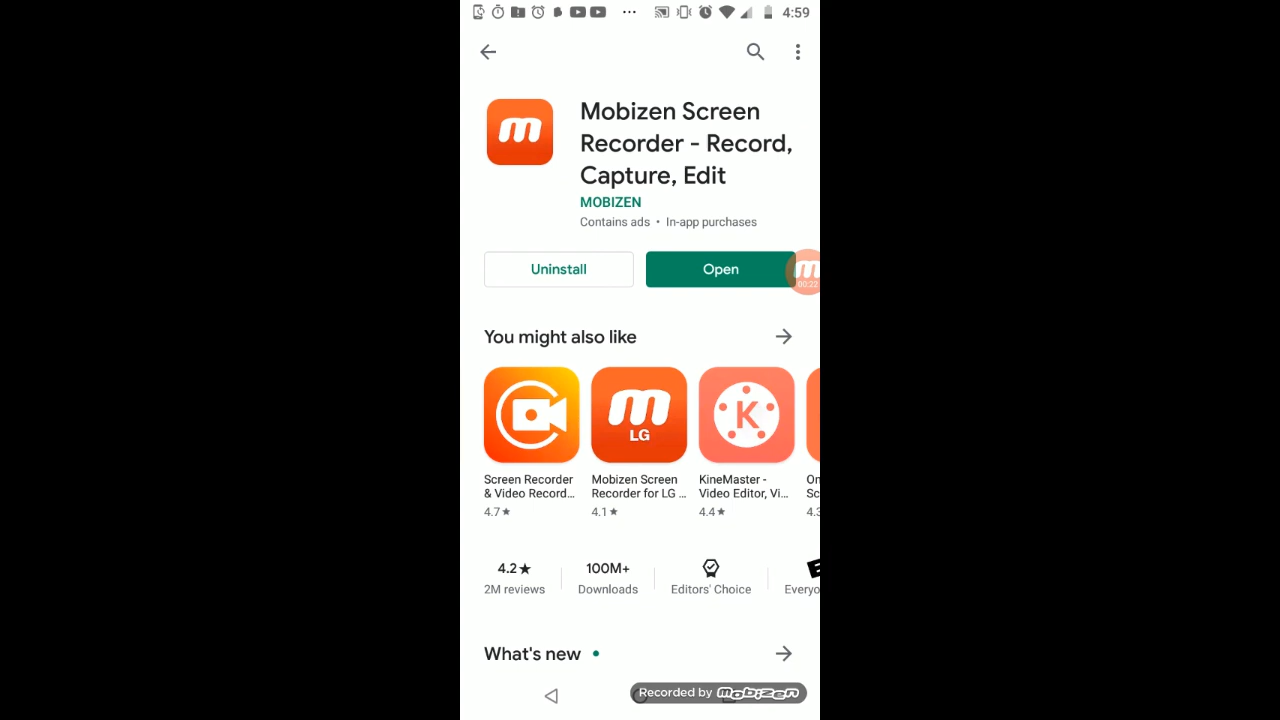 4:59
Mobizen Screen
Recorder - Record,
Capture, Edit
MOBIZEN
Contains ads • In-app purchases
Uninstall
Open
m
00:22
You might also like
m
LG
K
Screen Recorder
& Video Record...
4.7★
Mobizen Screen
Recorder for LG ...
4.1★
KineMaster -
Video Editor, Vi...
4.4★
4.2★
2M reviews
100M+
Downloads
Editors' Choice
What's new •
Recorded by mobizen